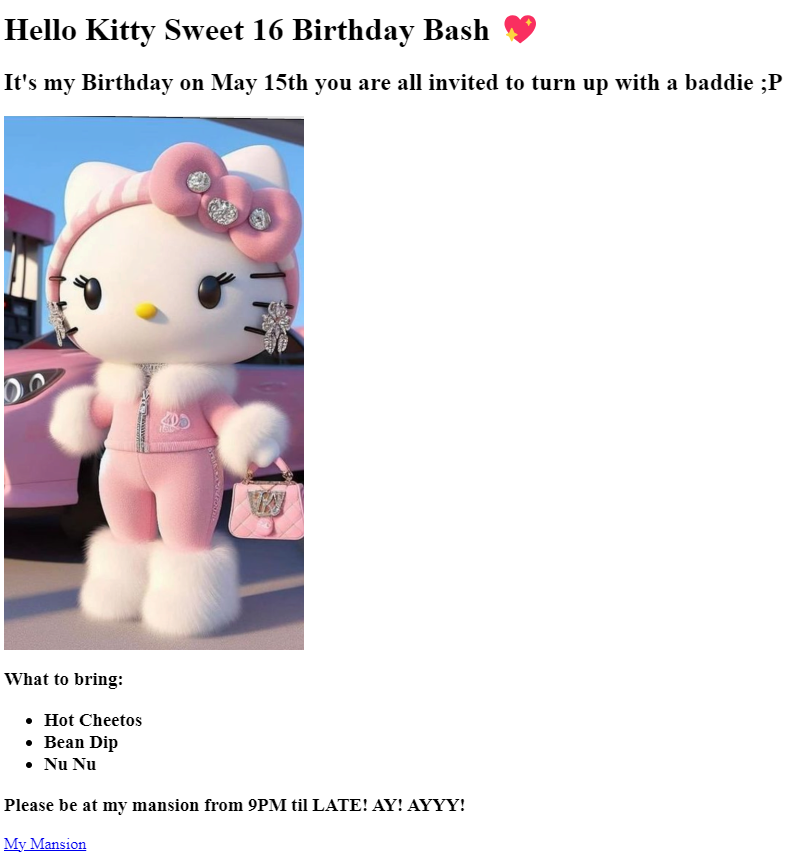 Hello Kitty Sweet 16 Birthday Bash 💖
It's my Birthday on May 15th you are all invited to turn up with a baddie ;P
What to bring:
• Hot Cheetos
• Bean Dip
• Nu Nu
Please be at my mansion from 9PM til LATE! AY! AYYY!
My Mansion